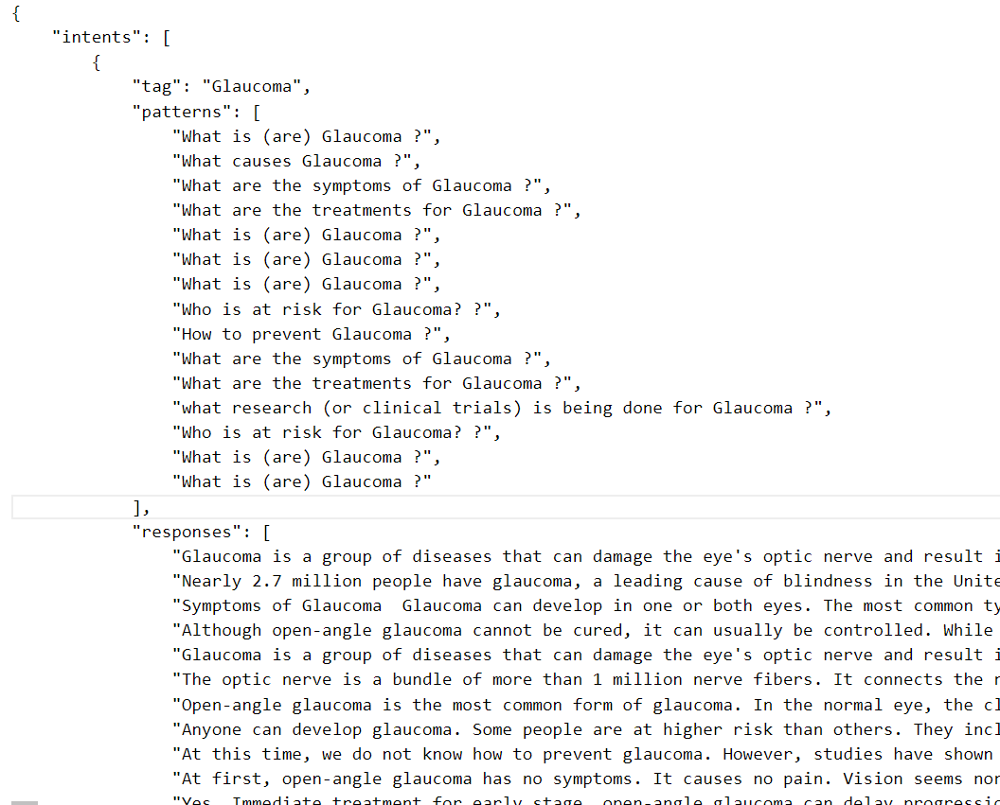 {
"intents": [
{
"tag": "Glaucoma",
"patterns": [
"What is (are) Glaucoma ?",
"What causes Glaucoma ?",
"What are the symptoms of Glaucoma ?",
"What are the treatments for Glaucoma ?",
"What is (are) Glaucoma ?",
"What is (are) Glaucoma ?",
"What is (are) Glaucoma ?",
"Who is at risk for Glaucoma? ?",
"How to prevent Glaucoma ?",
"What are the symptoms of Glaucoma ?",
"What are the treatments for Glaucoma ?",
"what research (or clinical trials) is being done for Glaucoma ?",
"Who is at risk for Glaucoma? ?",
"What is (are) Glaucoma ?",
"What is (are) Glaucoma ?"
],
"responses": [
"Glaucoma is a group of diseases that can damage the eye's optic nerve and result
"Nearly 2.7 million people have glaucoma, a leading cause of blindness in the
"Symptoms of Glaucoma  Glaucoma can develop in one or both eyes. The most common
"Although open-angle glaucoma cannot be cured, it can usually be controlled. While
"Glaucoma is a group of diseases that can damage the eye's optic nerve and result
"The optic nerve is a bundle of more than 1 million nerve fibers. It connects the
"Open-angle glaucoma is the most common form of glaucoma. In the normal eye, the
"Anyone can develop glaucoma. Some people are at higher risk than others. They
"At this time, we do not know how to prevent glaucoma. However, studies have shown
"At first, open-angle glaucoma has no symptoms. It causes no pain. Vision seems
"Yes. Immediate treatment for early stage, open-angle glaucoma can delay